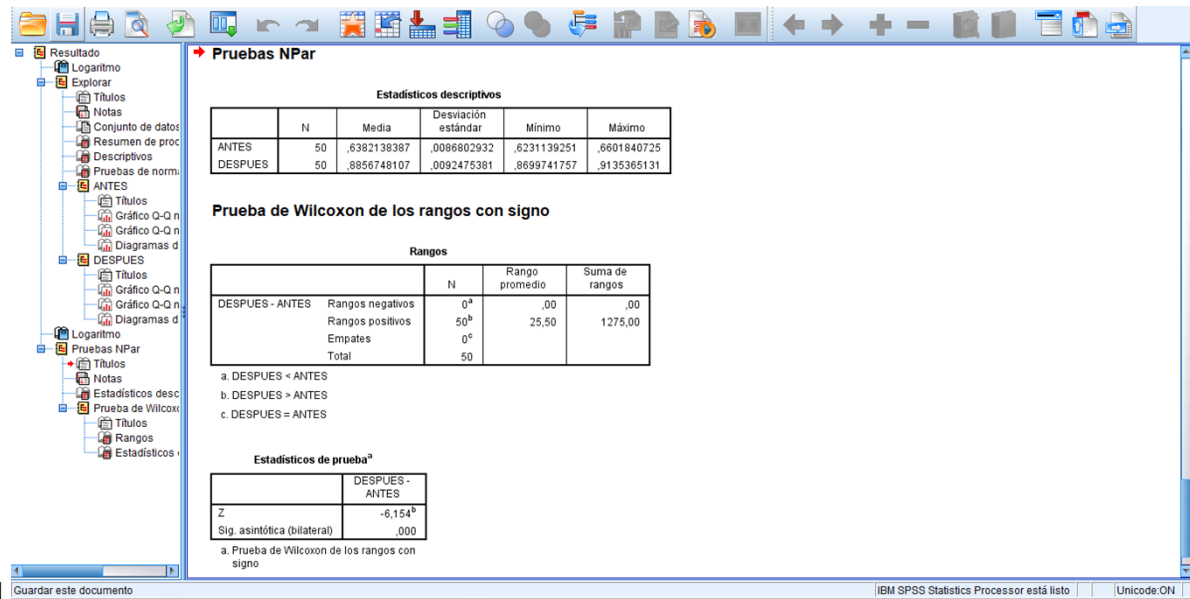 Resultado
Logaritmo
Explorar
Títulos
Notas
Conjunto de datos
Resumen de proc
Descriptivos
Pruebas de norm
ANTES
Títulos
Gráfico Q-Q n
Gráfico Q-Q n
Diagramas d
DESPUES
Títulos
Gráfico Q-Q n
Gráfico Q-Q n
Diagramas d
Logaritmo
Pruebas NPar
Títulos
Notas
Estadísticos desc
Prueba de Wilcoxo
Títulos
Rangos
Estadísticos
Pruebas NPar
Estadísticos descriptivos
N Media Desviación estándar Mínimo Máximo
ANTES 50 ,6382138387 ,0086802932 ,6231139251 ,6601840725
DESPUES 50 ,8856748107 ,0092475381 ,8699741757 ,9135365131
Prueba de Wilcoxon de los rangos con signo
Rangos
N Rango promedio Suma de rangos
DESPUES - ANTES Rangos negativos 0a ,00 ,00
Rangos positivos 50b 25,50 1275,00
Empates 0c
Total 50
a. DESPUES < ANTES
b. DESPUES > ANTES
c. DESPUES = ANTES
Estadísticos de pruebaa
DESPUES - ANTES
Z -6,154b
Sig. asintótica (bilateral) ,000
a. Prueba de Wilcoxon de los rangos con
signo
Guardar este documento
IBM SPSS Statistics Processor está listo
Unicode:ON